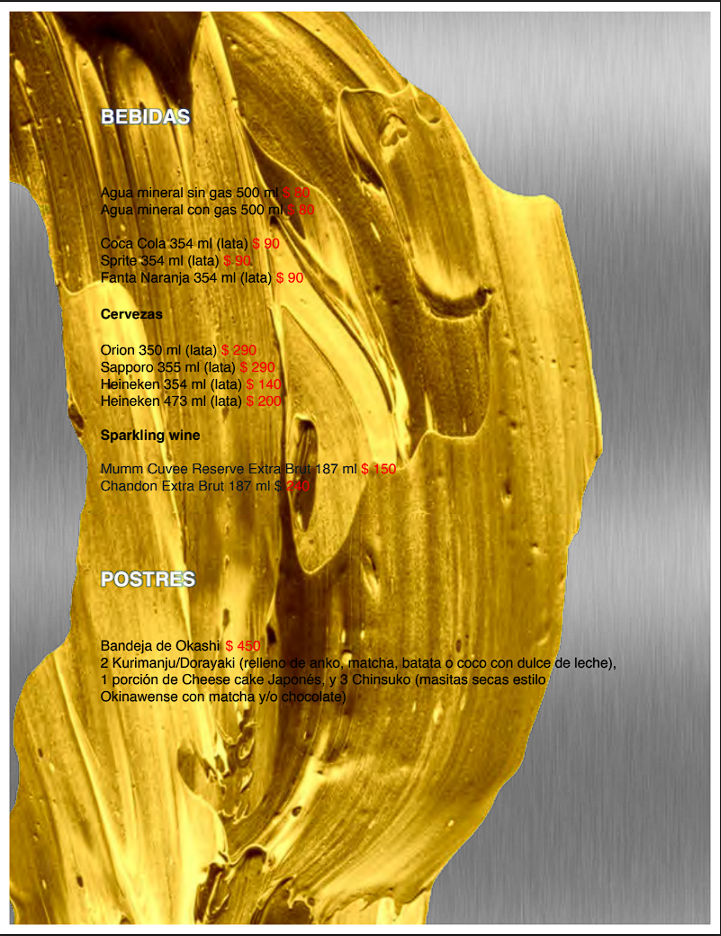 BEBIDAS
Agua mineral sin gas 500 ml $ 80
Agua mineral con gas 500 ml $ 80
Coca Cola 354 ml (lata) $ 90
Sprite 354 ml (lata) $ 90
Fanta Naranja 354 ml (lata) $ 90
Cervezas
Orion 350 ml (lata) $ 290
Sapporo 355 ml (lata) $ 290
Heineken 354 ml (lata) $ 140
Heineken 473 ml (lata) $ 200
Sparkling wine
Mumm Cuvee Reserve Extra Brut 187 ml $ 150
Chandon Extra Brut 187 ml $
POSTRES
Bandeja de Okashi $ 450
2 Kurimanju/Dorayaki (relleno de anko, matcha, batata o coco con dulce de leche),
1 porción de Cheese cake Japonés, y 3 Chinsuko (masitas secas estilo
Okinawense con matcha y/o chocolate)